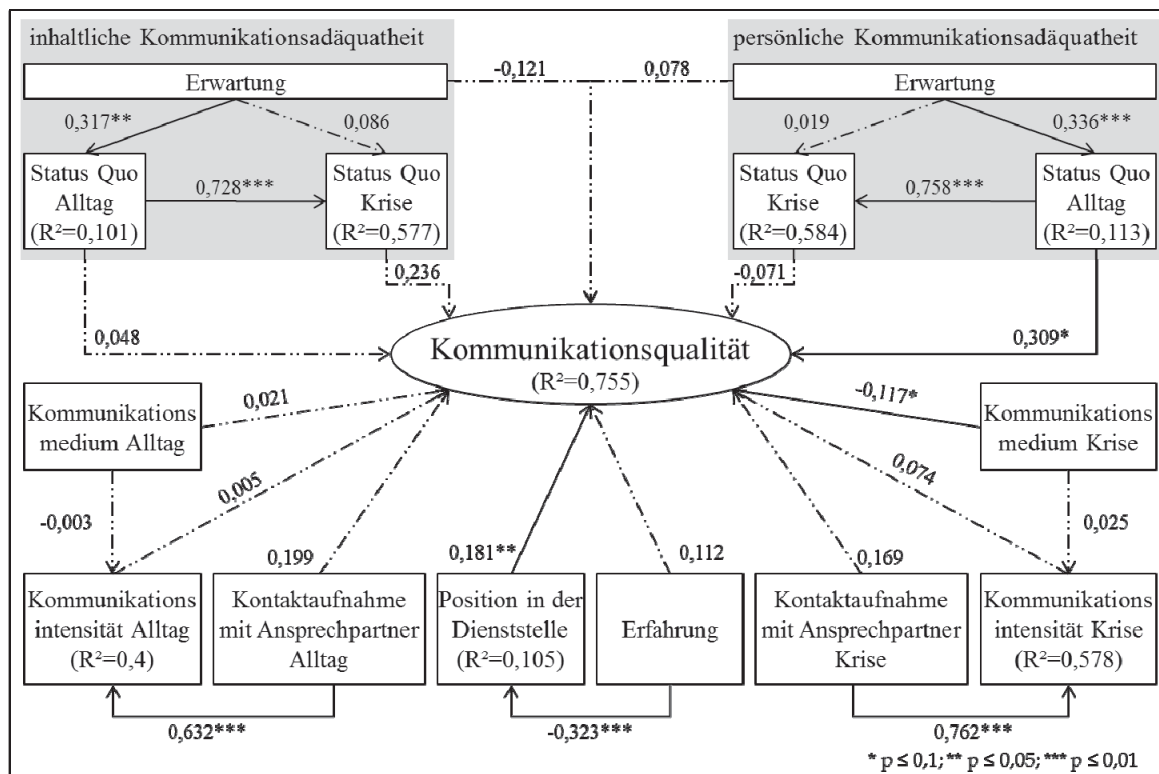 inhaltliche Kommunikationsadäquatheit
persönliche Kommunikationsadäquatheit
-0,121
0,078
Erwartung
Erwartung
0,317**
0,086
0,019
0,336***
Status Quo
Alltag
(R²=0,101)
0,728***
Status Quo
Krise
(R²=0,577)
Status Quo
Krise
(R²=0,584)
0,758***
Status Quo
Alltag
(R²=0,113)
0,236
-0,071
0,048
0,309*
Kommunikationsqualität
(R²=0,755)
Kommunikations
medium Alltag
0,021
-0,117*
Kommunikations
medium Krise
0,005
0,074
-0,003
0,025
0,199
0,181**
0,112
0,169
Kommunikations
intensität Alltag
(R²=0,4)
Kontaktaufnahme
mit Ansprechpartner
Alltag
Position in der
Dienststelle
(R²=0,105)
Erfahrung
Kontaktaufnahme
mit Ansprechpartner
Krise
Kommunikations
intensität Krise
(R²=0,578)
0,632***
-0,323***
0,762***
* p ≤ 0,1; ** p ≤ 0,05; *** p ≤ 0,01